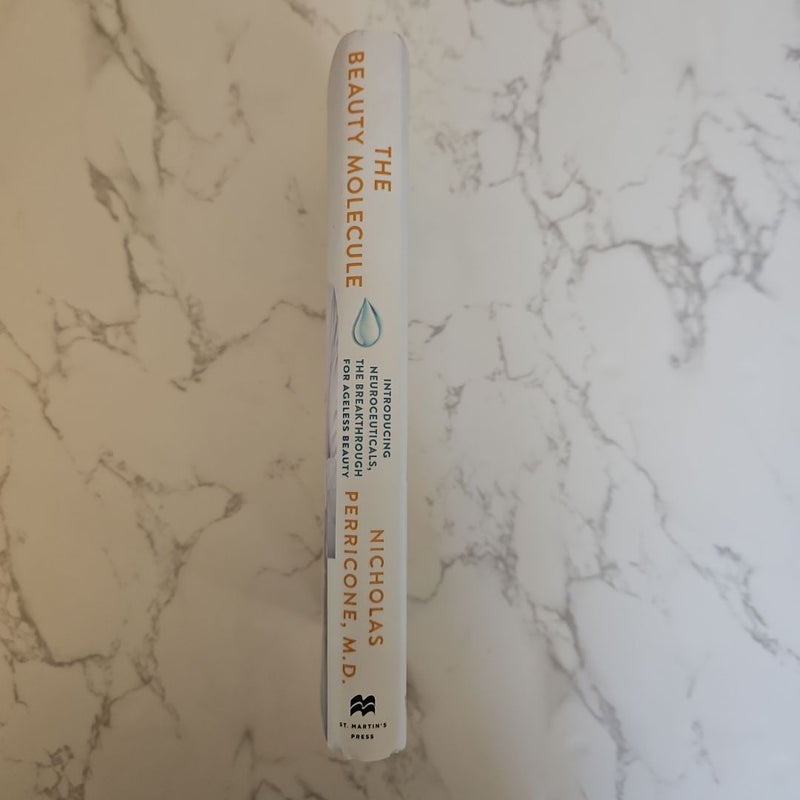 THE
BEAUTY MOLECULE
INTRODUCING
NEUROCEUTICALS,
THE BREAKTHROUGH
FOR AGELESS BEAUTY
NICHOLAS
PERRICONE, M.D.
ST. MARTIN'S
PRESS